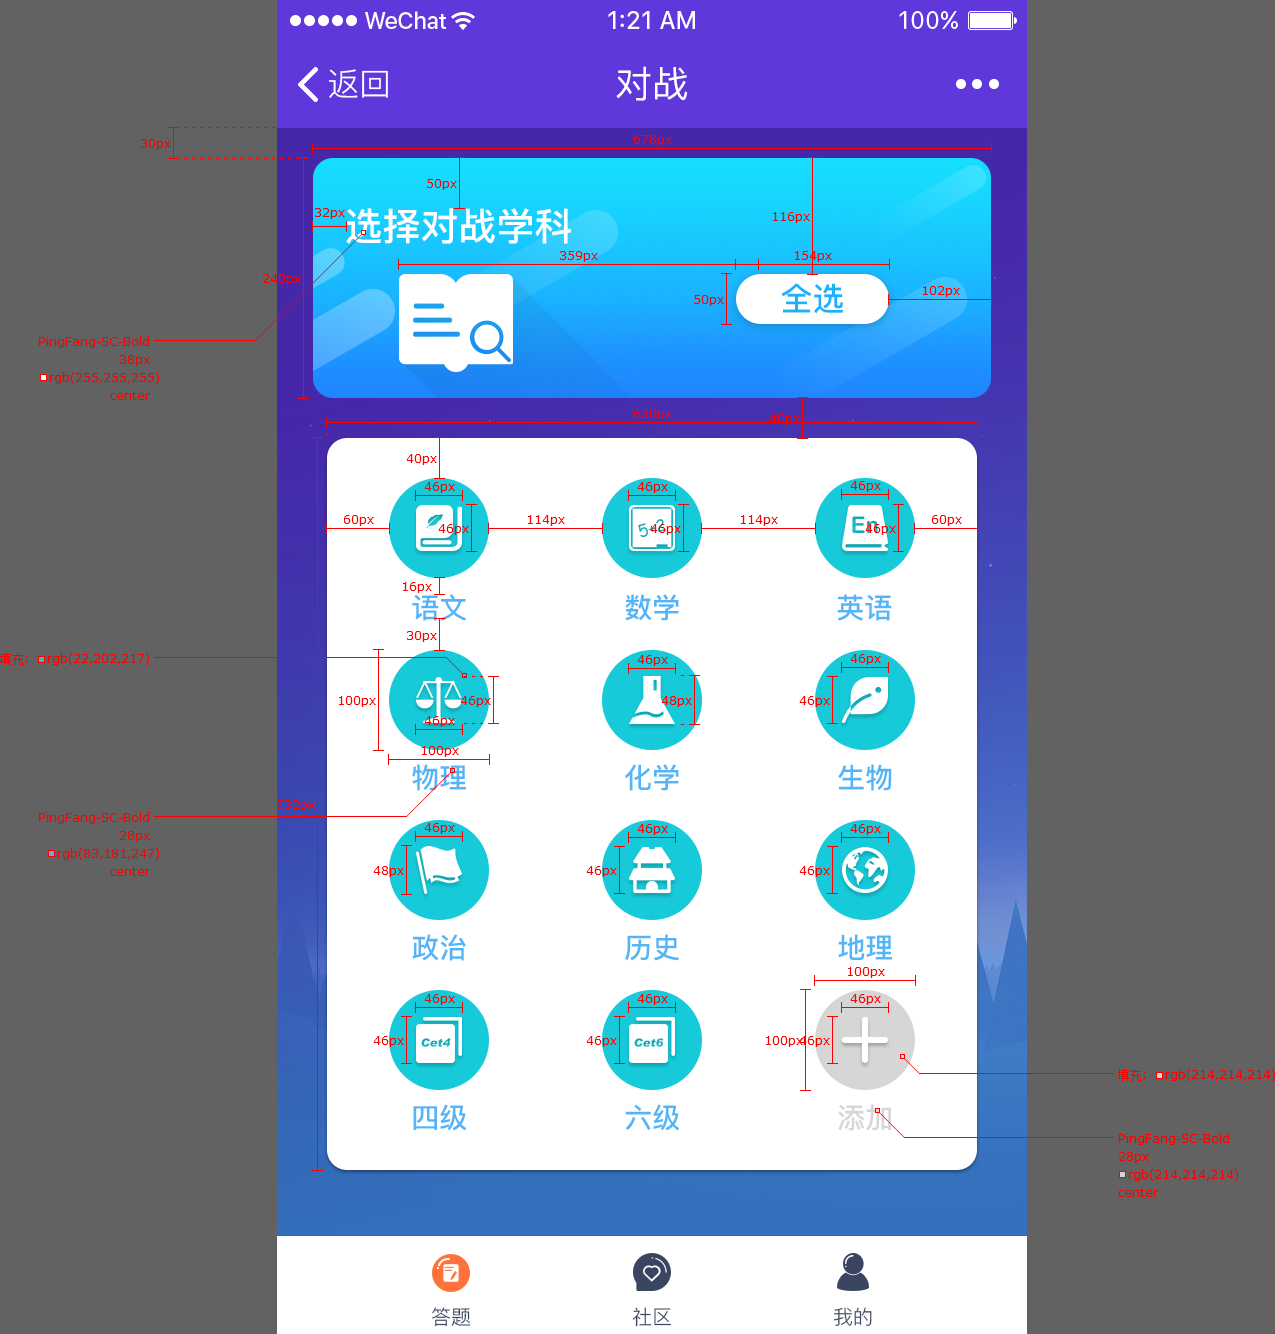 WeChat 1:21 AM 100%
返回 对战
30px
678px
50px
32px
116px
选择对战学科
359px 154px
240px
50px 全选 102px
PingFang-SC-Bold
38px
rgb(255,255,255)
center
650px
40px
40px
46px 46px 46px
60px 114px 114px 60px
46px 5+2 46px En 46px
16px
语文 数学 英语
30px
填充: rgb(22,202,217)
46px 46px
100px 46px 48px 46px
46px
100px
物理 化学 生物
732px
PingFang-SC-Bold
28px
rgb(83,181,247)
center
46px 46px 46px
48px 46px 46px
政治 历史 地理
100px
46px 46px 46px
46px Cet4 46px Cet6 100px 46px
填充: rgb(214,214,214)
四级 六级 添加
PingFang-SC-Bold
28px
rgb(214,214,214)
center
答题 社区 我的